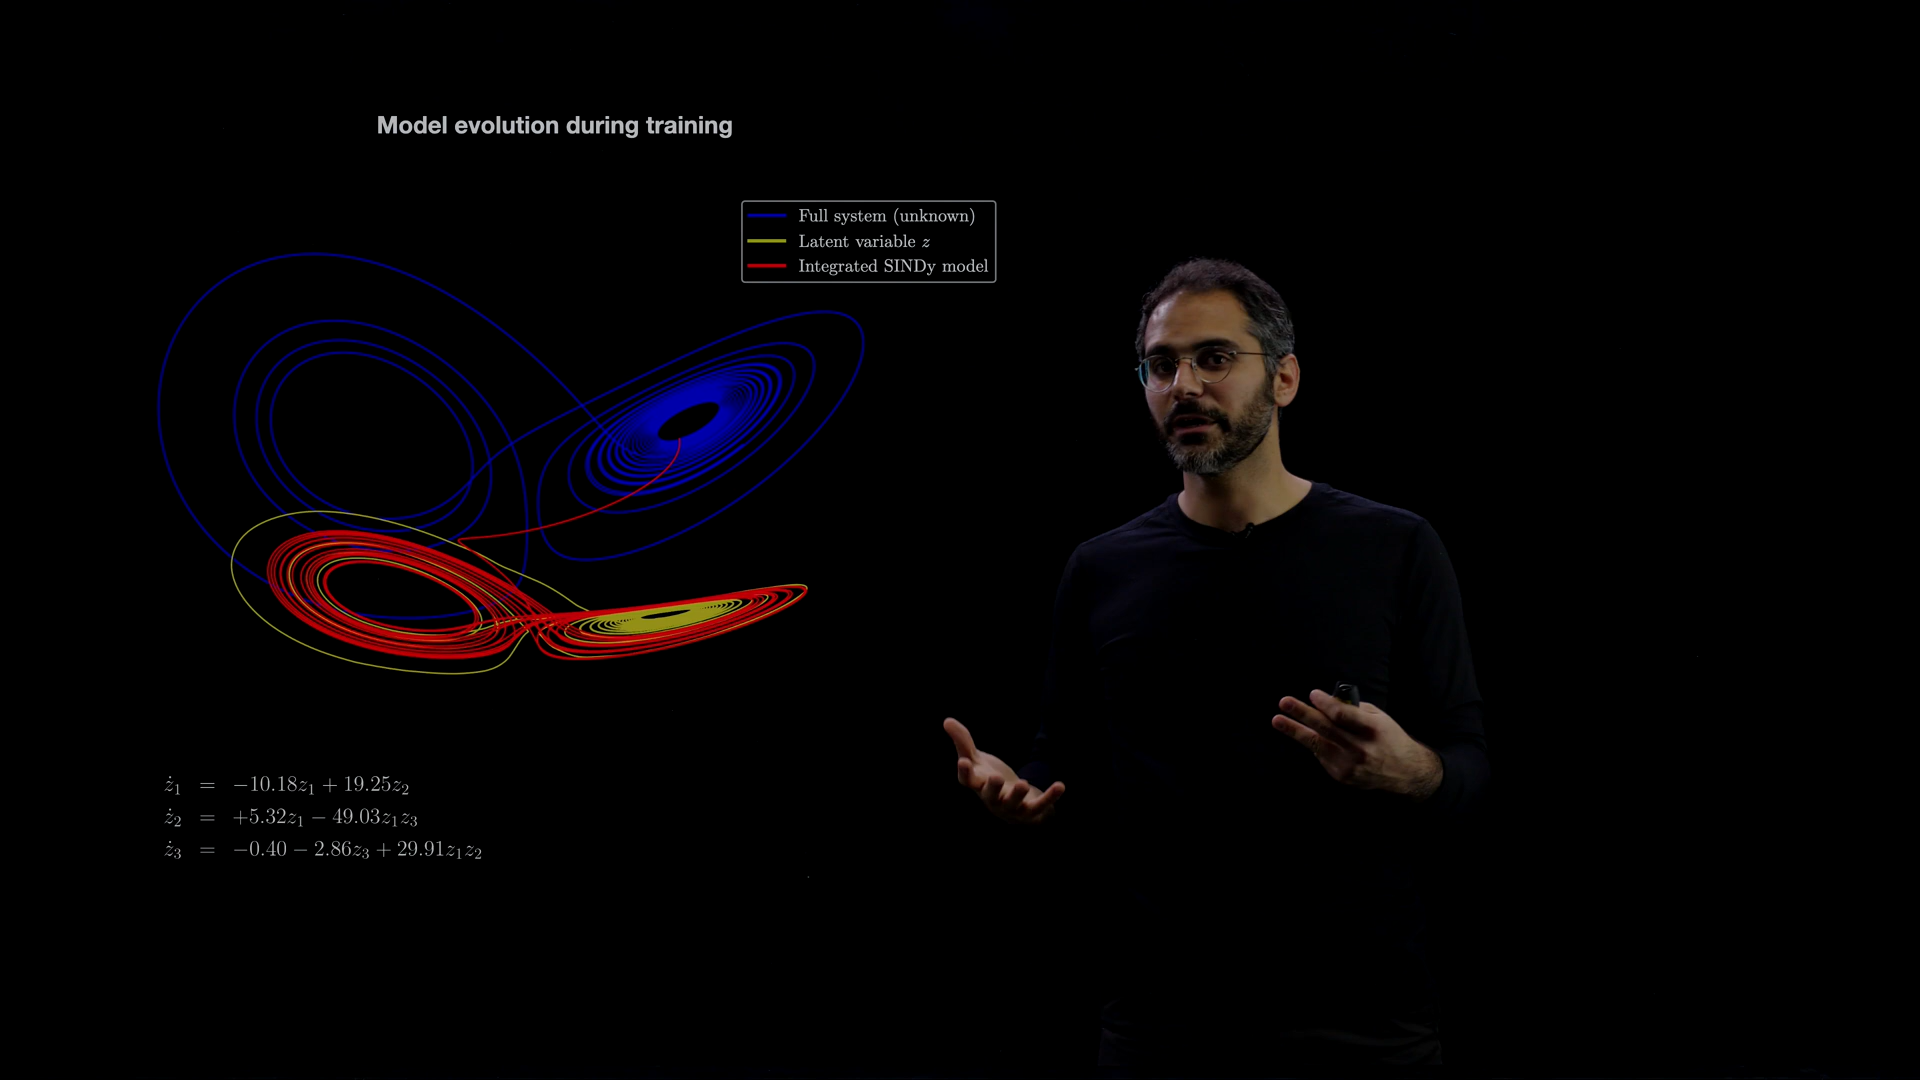 Model evolution during training
Full system (unknown)
Latent variable z
Integrated SINDy model
ż₁ = −10.18z₁ + 19.25z₂
ż₂ = +5.32z₁ − 49.03z₁z₃
ż₃ = −0.40 − 2.86z₃ + 29.91z₁z₂